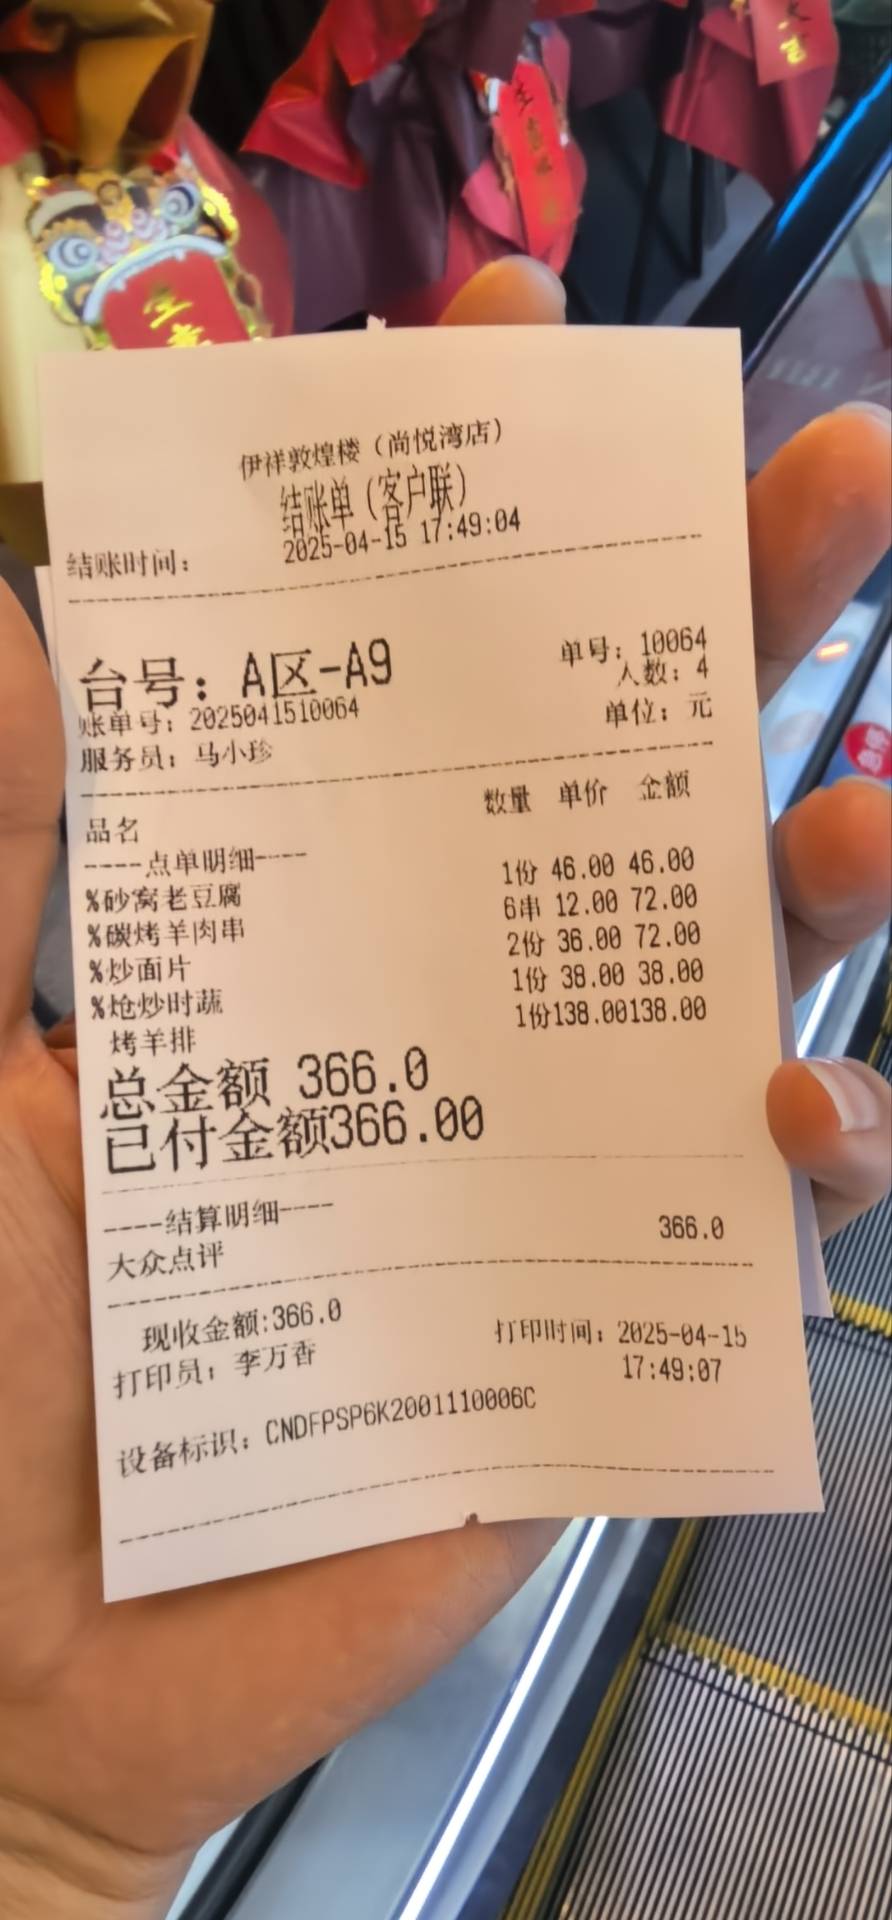 伊祥敦煌楼（尚悦湾店）
结账单（客户联）
结账时间： 2025-04-15 17:49:04
台号：A区-A9 单号：10064
人数：4
账单号：2025041510064 单位：元
服务员：马小珍
品名 数量 单价 金额
----点单明细----
%砂窝老豆腐 1份 46.00 46.00
%碳烤羊肉串 6串 12.00 72.00
%炒面片 2份 36.00 72.00
%炝炒时蔬 1份 38.00 38.00
烤羊排 1份138.00138.00
总金额 366.0
已付金额366.00
----结算明细----
大众点评 366.0
现收金额:366.0
打印员：李万香 打印时间：2025-04-15
17:49:07
设备标识：CNDFPSP6K2001110006C